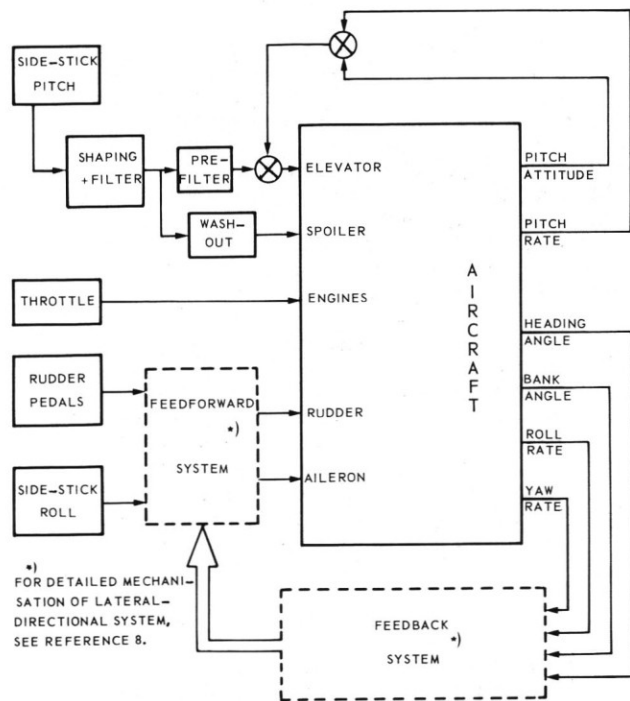 SIDE-STICK
PITCH
SHAPING
+FILTER
PRE-
FILTER
WASH-
OUT
THROTTLE
RUDDER
PEDALS
SIDE-STICK
ROLL
FEEDFORWARD
*)
SYSTEM
ELEVATOR
SPOILER
ENGINES
RUDDER
AILERON
AIRCRAFT
PITCH
ATTITUDE
PITCH
RATE
HEADING
ANGLE
BANK
ANGLE
ROLL
RATE
YAW
RATE
*)
FOR DETAILED MECHANI-
SATION OF LATERAL-
DIRECTIONAL SYSTEM,
SEE REFERENCE 8.
FEEDBACK
*)
SYSTEM